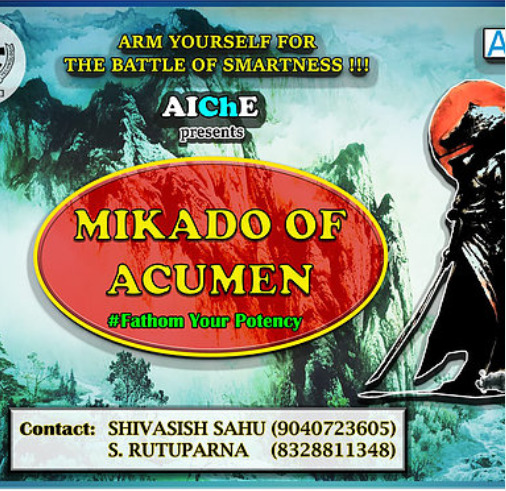 ARM YOURSELF FOR
THE BATTLE OF SMARTNESS !!!
AIChE
presents
MIKADO OF
ACUMEN
#Fathom Your Potency
Contact: SHIVASISH SAHU (9040723605)
S. RUTUPARNA (8328811348)